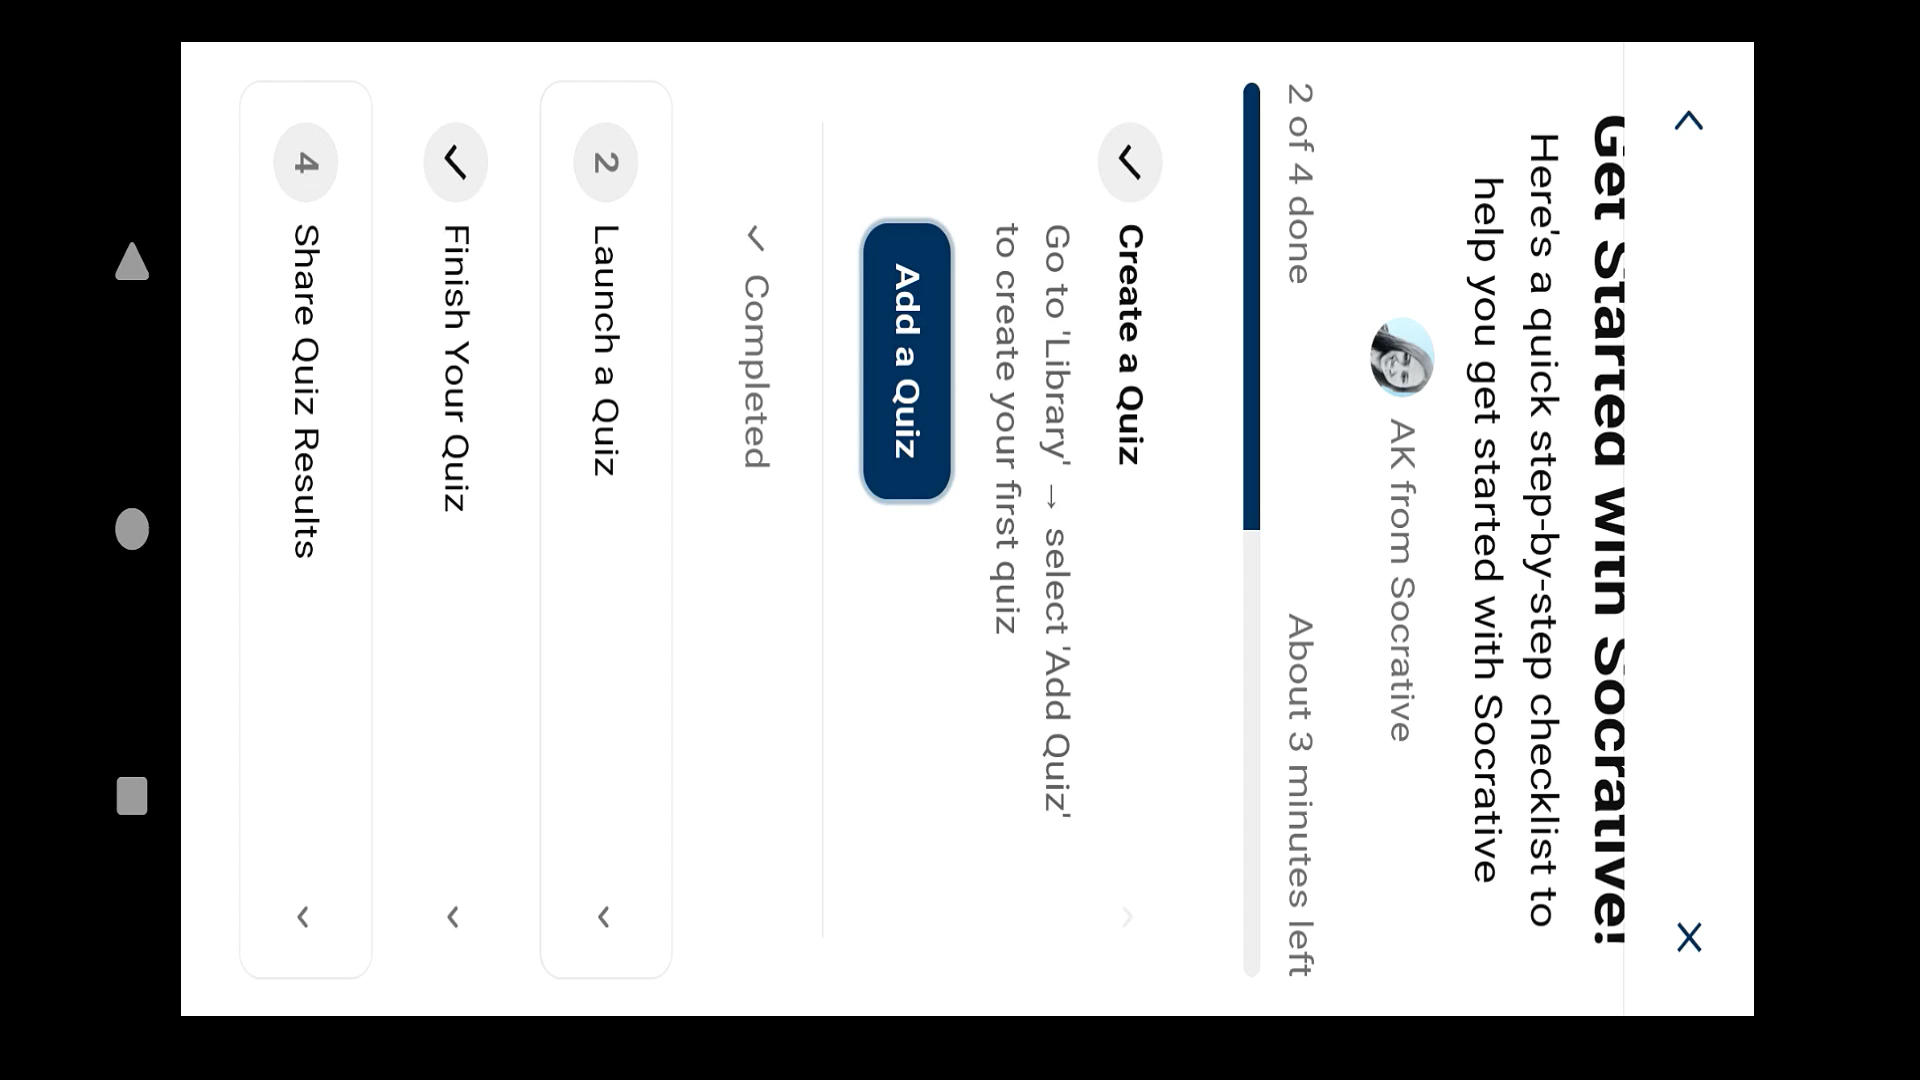 Get Started with Socrative!
Here's a quick step-by-step checklist to
help you get started with Socrative
AK from Socrative
2 of 4 done
About 3 minutes left
Create a Quiz
Go to 'Library' → select 'Add Quiz'
to create your first quiz
Add a Quiz
Completed
2
Launch a Quiz
Finish Your Quiz
4
Share Quiz Results